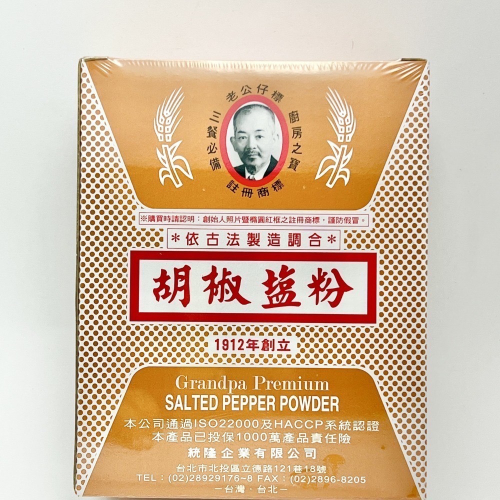 老公仔標
三餐必備
廚房之寶
註冊商標
※購買時請認明：創始人照片暨橢圓紅框之註冊商標，謹防假冒。
＊依古法製造調合＊
胡椒塩粉
1912年創立
Grandpa Premium
SALTED PEPPER POWDER
本公司通過ISO22000及HACCP系統認證
本產品已投保1000萬產品責任險
統隆企業有限公司
台北市北投區立德路121巷18號
TEL：(02)28929176~8 FAX：(02)2896-8205
－台灣．台北－